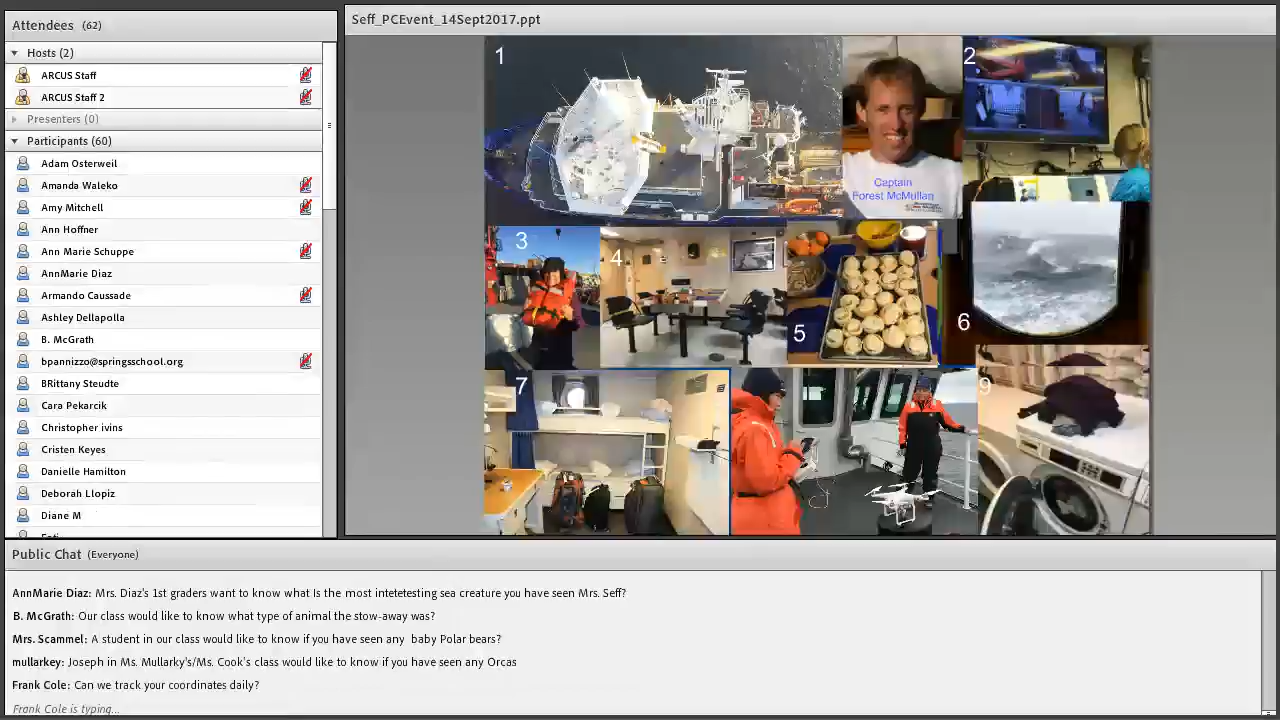 Attendees (62)
Hosts (2)
ARCUS Staff
ARCUS Staff 2
Presenters (0)
Participants (60)
Adam Osterweil
Amanda Waleko
Amy Mitchell
Ann Hoffner
Ann Marie Schuppe
AnnMarie Diaz
Armando Caussade
Ashley Dellapolla
B. McGrath
bpannizzo@springsschool.org
BRittany Steudte
Cara Pekarcik
Christopher ivins
Cristen Keyes
Danielle Hamilton
Deborah Llopiz
Diane M
Seff_PCEvent_14Sept2017.ppt
1
2
Captain
Forest McMullan
3
4
5
6
7
9
Public Chat (Everyone)
AnnMarie Diaz: Mrs. Diaz's 1st graders want to know what Is the most intetetesting sea creature you have seen Mrs. Seff?
B. McGrath: Our class would like to know what type of animal the stow-away was?
Mrs. Scammel: A student in our class would like to know if you have seen any baby Polar bears?
mullarkey: Joseph in Ms. Mullarky's/Ms. Cook's class would like to know if you have seen any Orcas
Frank Cole: Can we track your coordinates daily?
Frank Cole is typing...